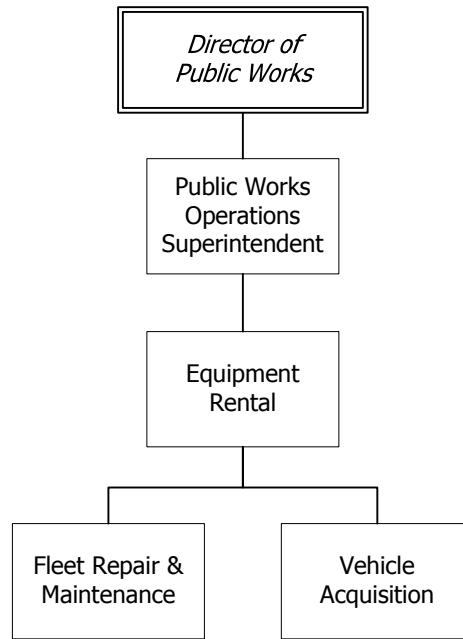 Director of
Public Works
Public Works
Operations
Superintendent
Equipment
Rental
Fleet Repair &
Maintenance
Vehicle
Acquisition